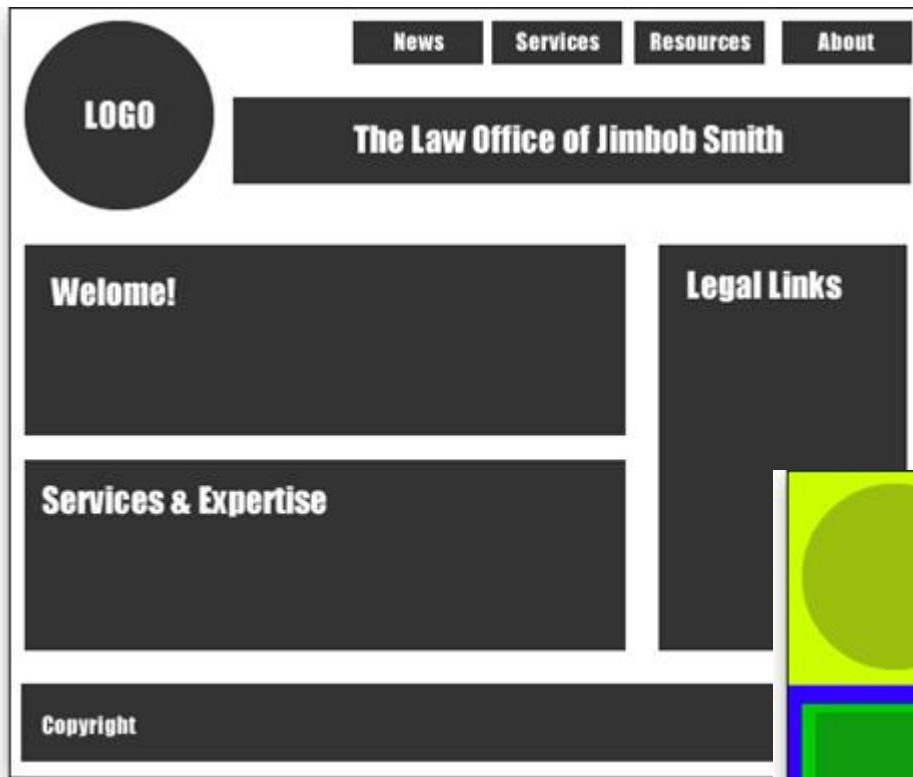 News Services Resources About
LOGO
The Law Office of Jimbob Smith
Welome!
Legal Links
Services & Expertise
Copyright